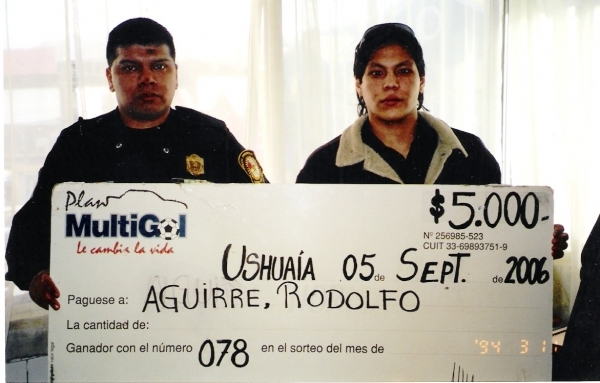 Plan
MultiGol
Le cambia la vida
$5.000-
Nº 256985-523
CUIT 33-69893751-9
USHUAÍA 05 de SEPT. de 2006
Paguese a: AGUIRRE, RODOLFO
La cantidad de:
Ganador con el número 078 en el sorteo del mes de
'94 3